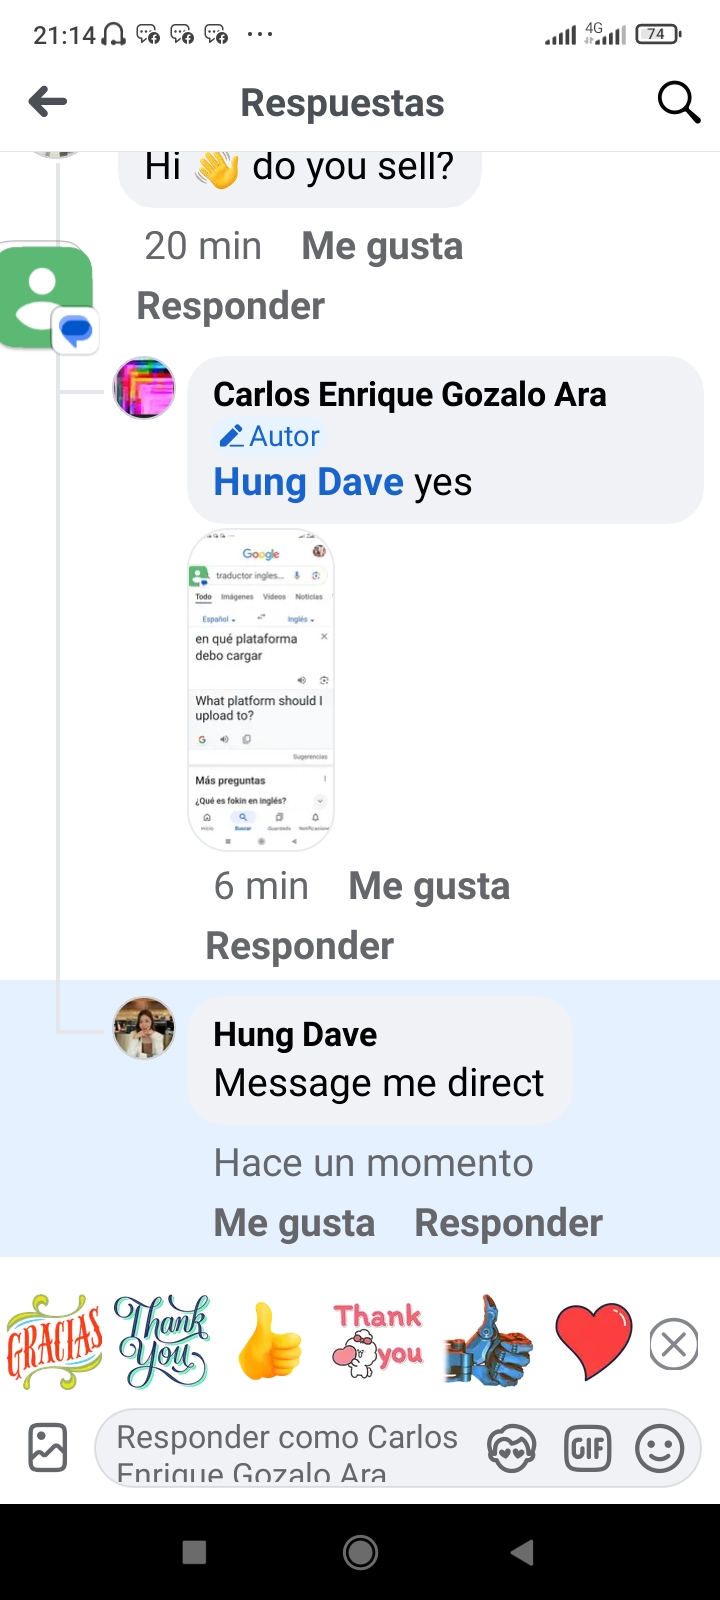 21:14
4G
74
Respuestas
Hi 👋 do you sell?
20 min Me gusta
Responder
Carlos Enrique Gozalo Ara
Autor
Hung Dave yes
Google
traductor ingles...
Todo Imágenes Videos Noticias
Español Inglés
en qué plataforma
debo cargar
What platform should I
upload to?
G
Sugerencias
Más preguntas
¿Qué es fokin en inglés?
Inicio Buscar Guardado Notificaciones
6 min Me gusta
Responder
Hung Dave
Message me direct
Hace un momento
Me gusta Responder
GRACIAS
Thank
You
Thank
you
Responder como Carlos
Enrique Gozalo Ara
GIF